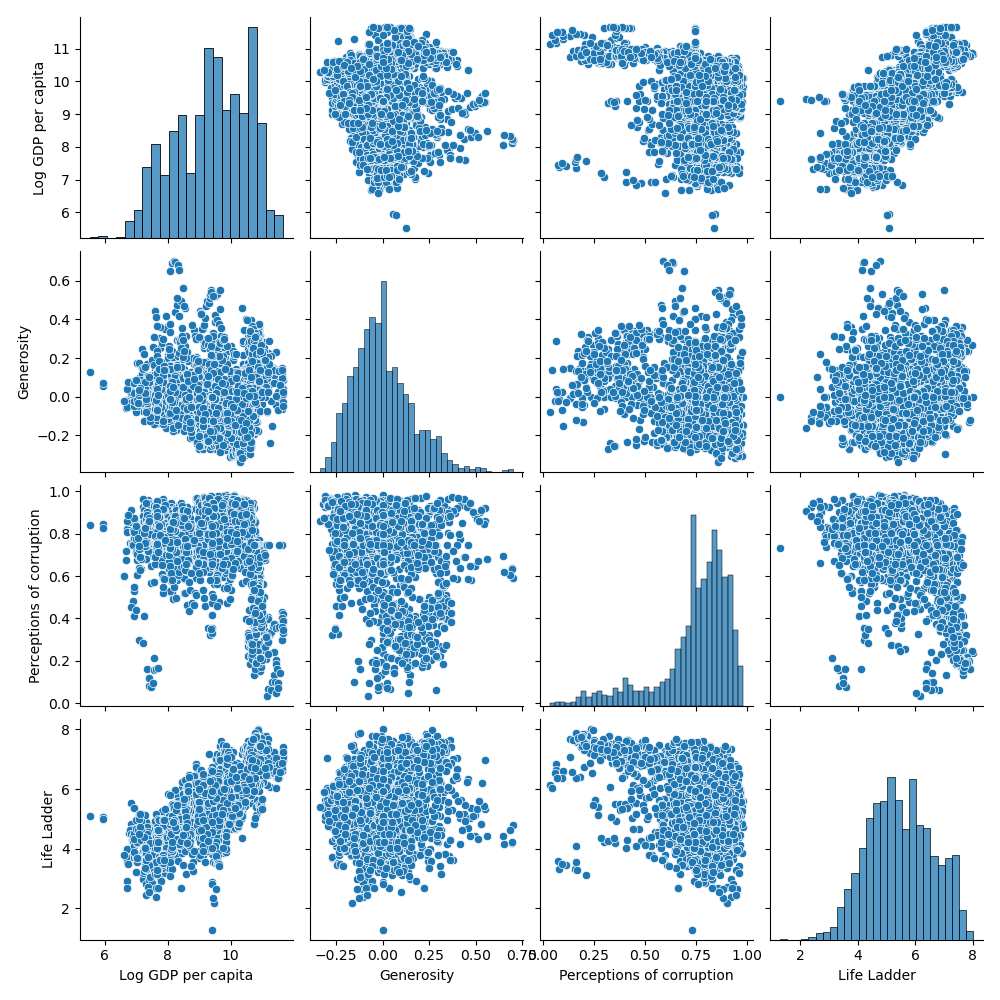 Log GDP per capita
11
10
9
8
7
6
Generosity
0.6
0.4
0.2
0.0
−0.2
Perceptions of corruption
1.0
0.8
0.6
0.4
0.2
0.0
Life Ladder
8
6
4
2
6 8 10
−0.25 0.00 0.25 0.50 0.75
0.00 0.25 0.50 0.75 1.00
2 4 6 8
Log GDP per capita Generosity Perceptions of corruption Life Ladder